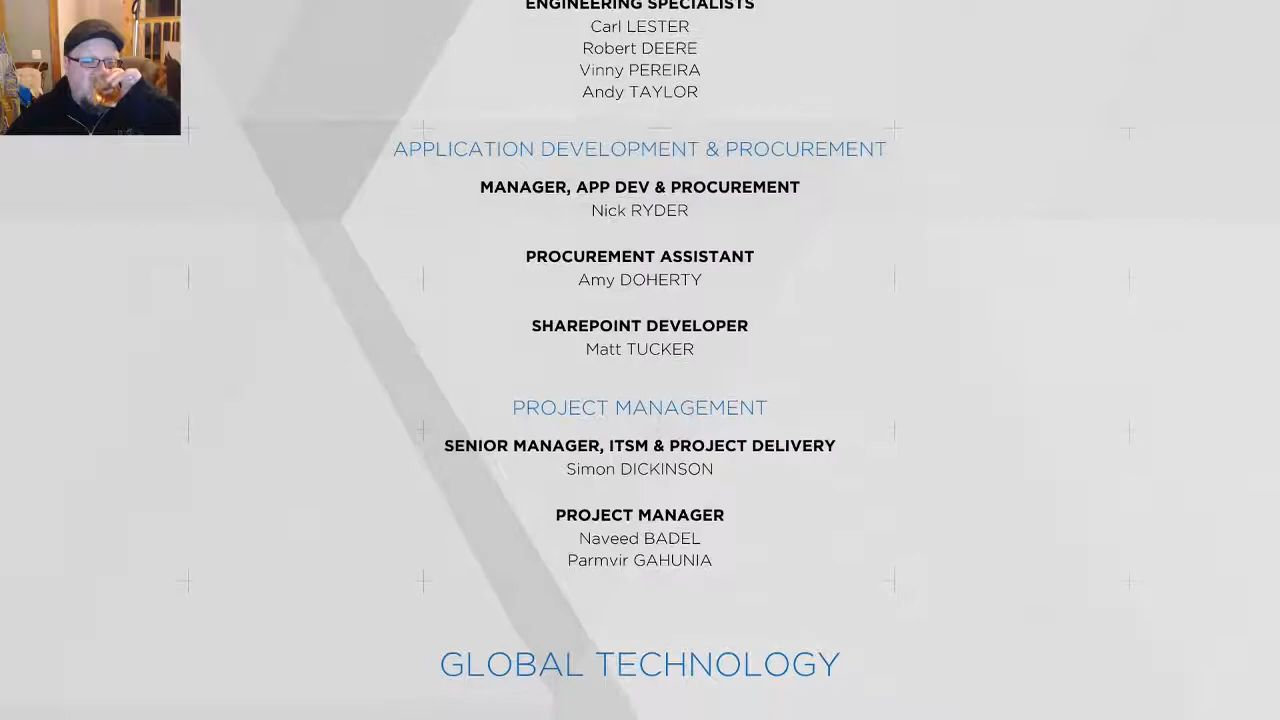 ENGINEERING SPECIALISTS
Carl LESTER
Robert DEERE
Vinny PEREIRA
Andy TAYLOR
APPLICATION DEVELOPMENT & PROCUREMENT
MANAGER, APP DEV & PROCUREMENT
Nick RYDER
PROCUREMENT ASSISTANT
Amy DOHERTY
SHAREPOINT DEVELOPER
Matt TUCKER
PROJECT MANAGEMENT
SENIOR MANAGER, ITSM & PROJECT DELIVERY
Simon DICKINSON
PROJECT MANAGER
Naveed BADEL
Parmvir GAHUNIA
GLOBAL TECHNOLOGY